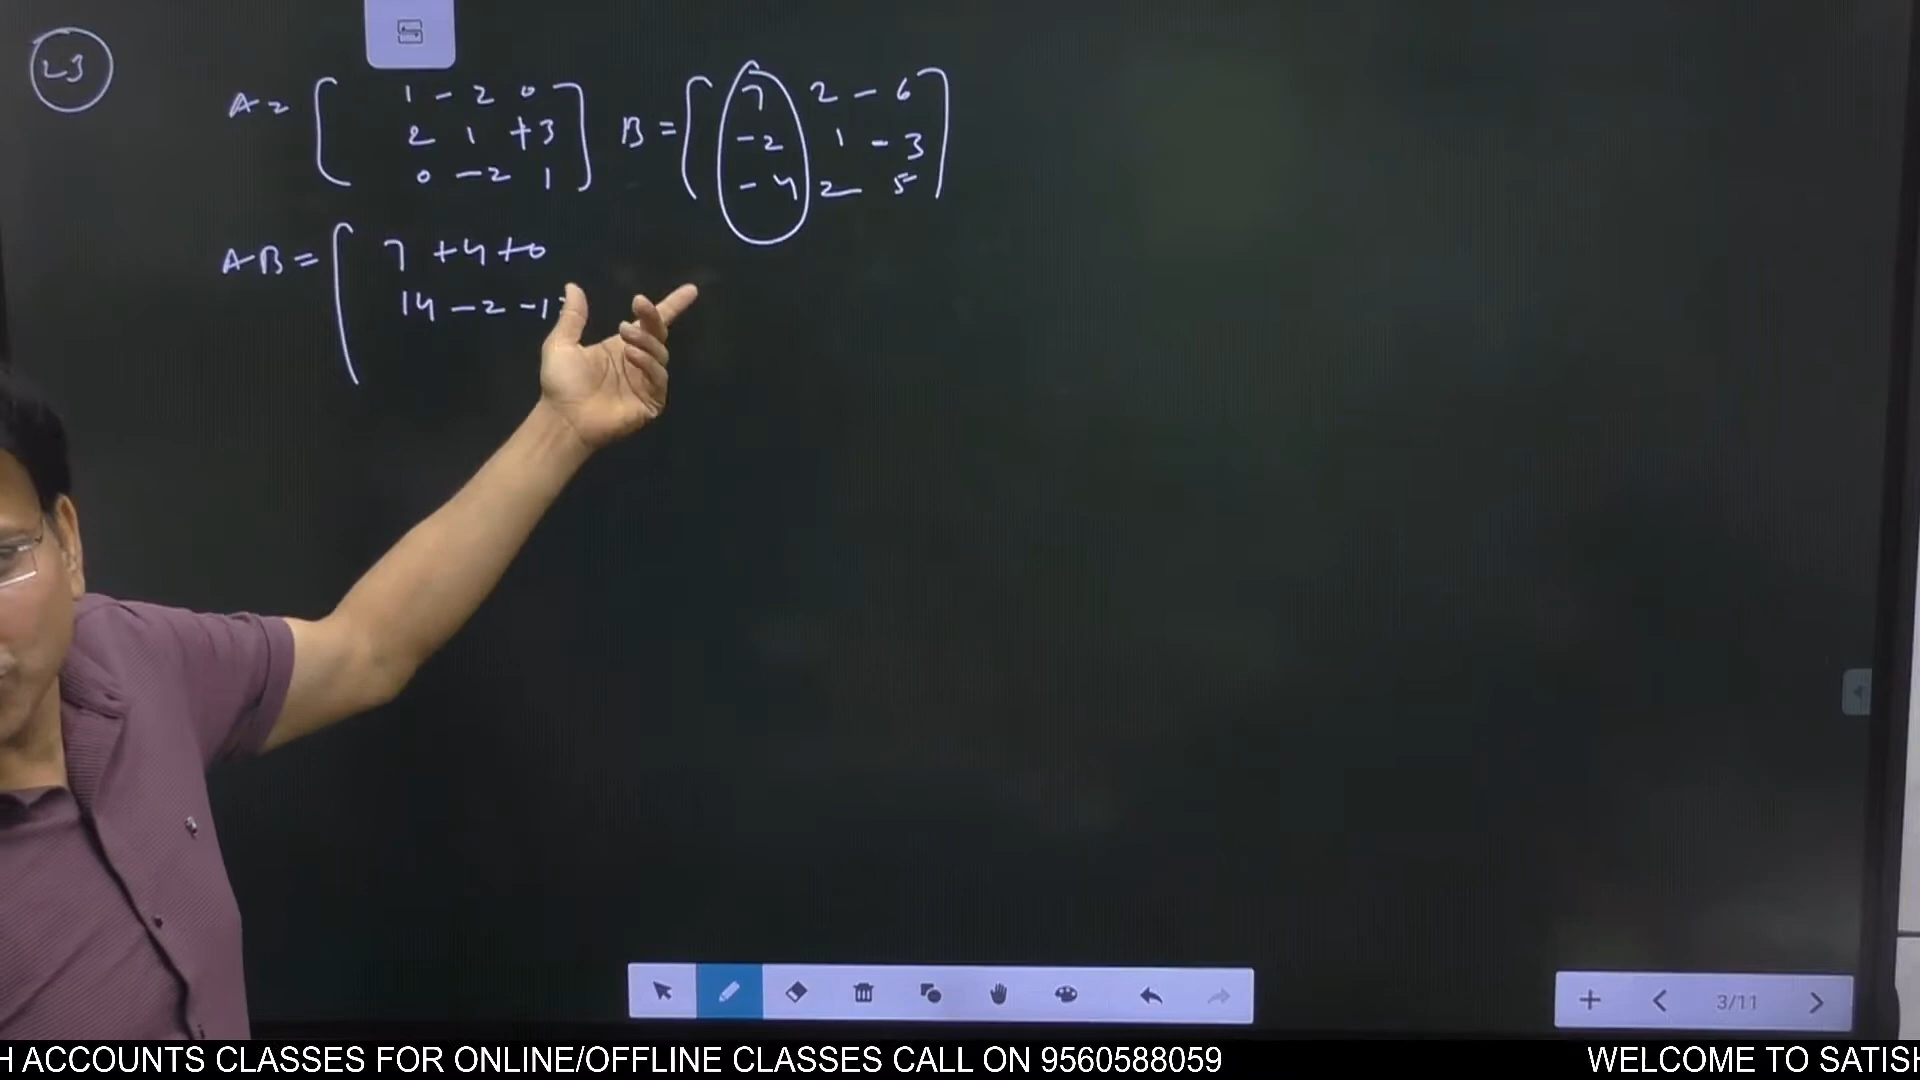 23
A = [ 1 - 2 0
2 1 +3
0 -2 1 ]
B = [ 7 2 - 6
-2 1 - 3
-4 2 5 ]
AB = [ 7 +4 +0
14 - 2 -1
3/11
H ACCOUNTS CLASSES FOR ONLINE/OFFLINE CLASSES CALL ON 9560588059 WELCOME TO SATISH